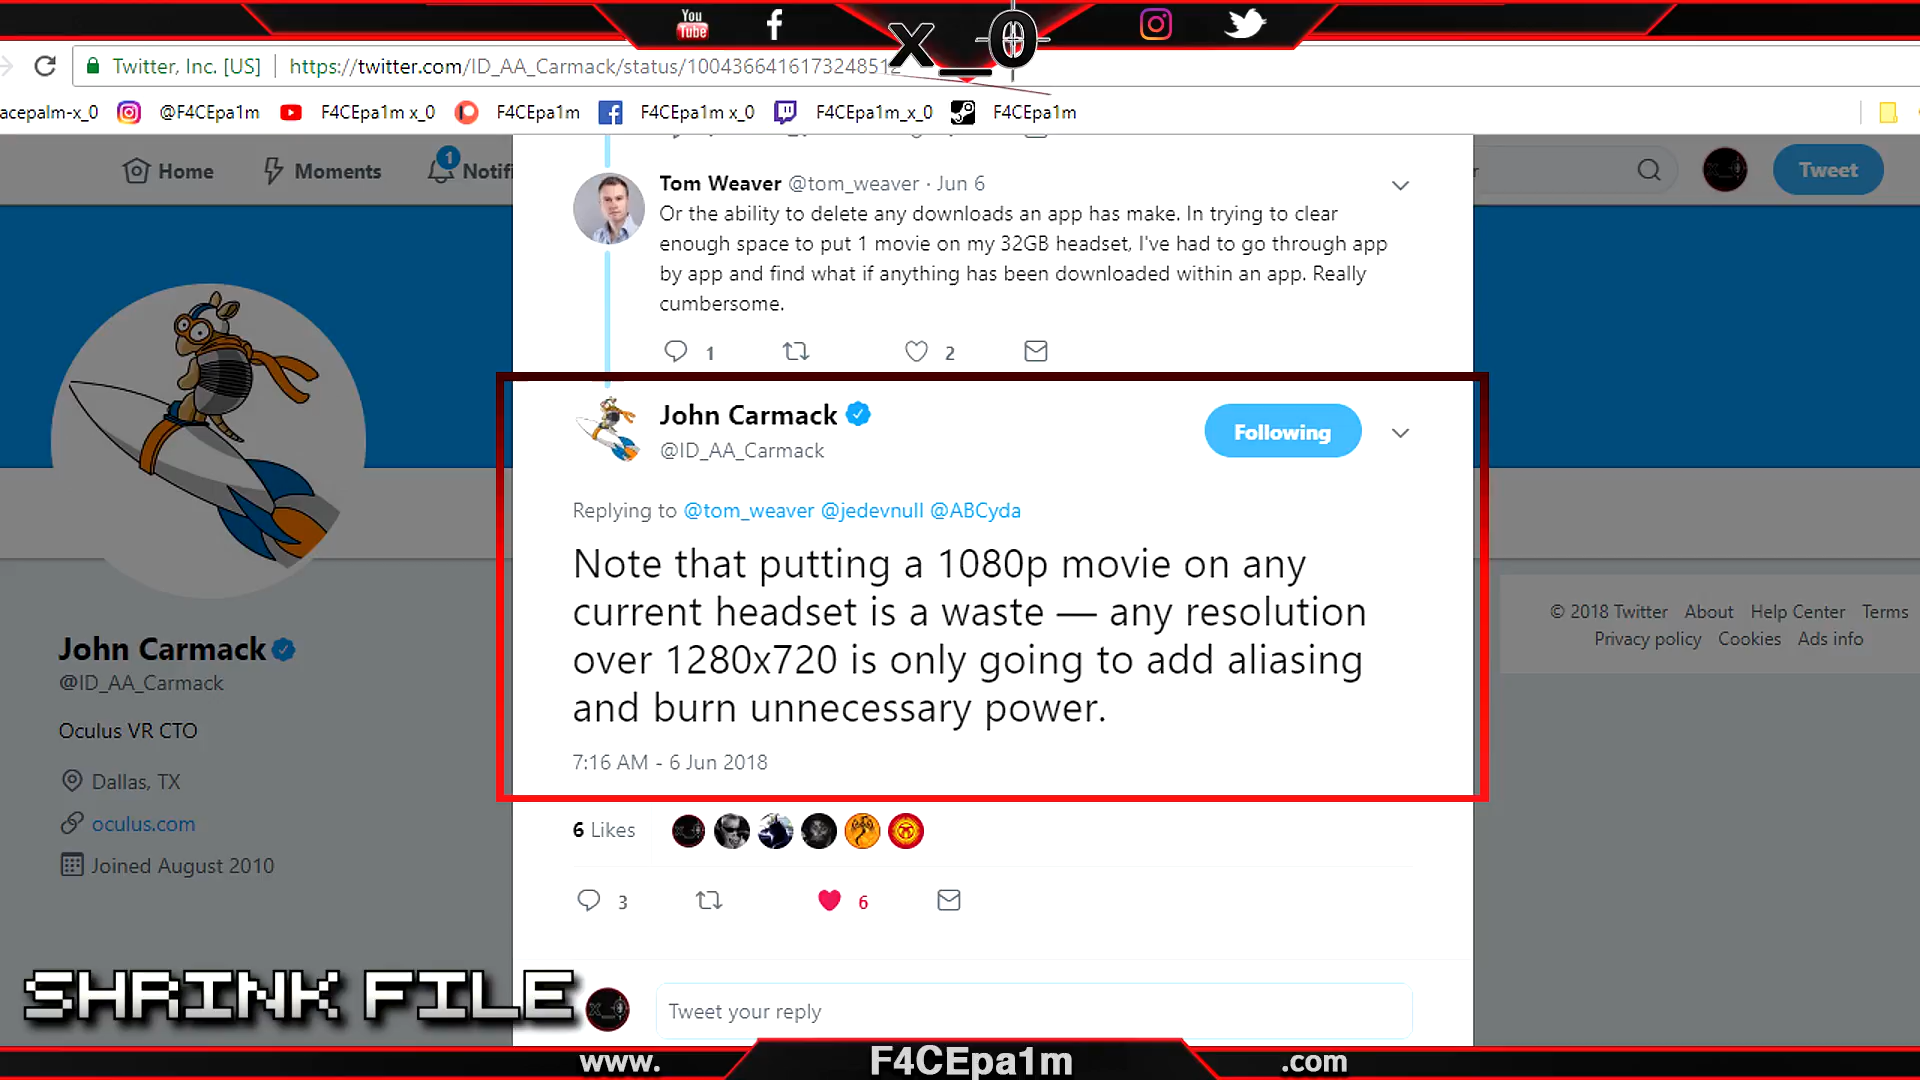 You
Tube
x_0
Twitter, Inc. [US]
https://twitter.com/ID_AA_Carmack/status/1004366416173248512
acepalm-x_0
@F4CEpa1m
F4CEpa1m x_0
F4CEpa1m
F4CEpa1m x_0
F4CEpa1m_x_0
F4CEpa1m
Home
Moments
1
Notifi
Tweet
Tom Weaver @tom_weaver · Jun 6
Or the ability to delete any downloads an app has make. In trying to clear
enough space to put 1 movie on my 32GB headset, I've had to go through app
by app and find what if anything has been downloaded within an app. Really
cumbersome.
1
2
John Carmack
@ID_AA_Carmack
Following
Replying to @tom_weaver @jedevnull @ABCyda
Note that putting a 1080p movie on any
current headset is a waste — any resolution
over 1280x720 is only going to add aliasing
and burn unnecessary power.
7:16 AM - 6 Jun 2018
6 Likes
3
6
Tweet your reply
John Carmack
@ID_AA_Carmack
Oculus VR CTO
Dallas, TX
oculus.com
Joined August 2010
© 2018 Twitter About Help Center Terms
Privacy policy Cookies Ads info
SHRINK FILE
www. F4CEpa1m .com